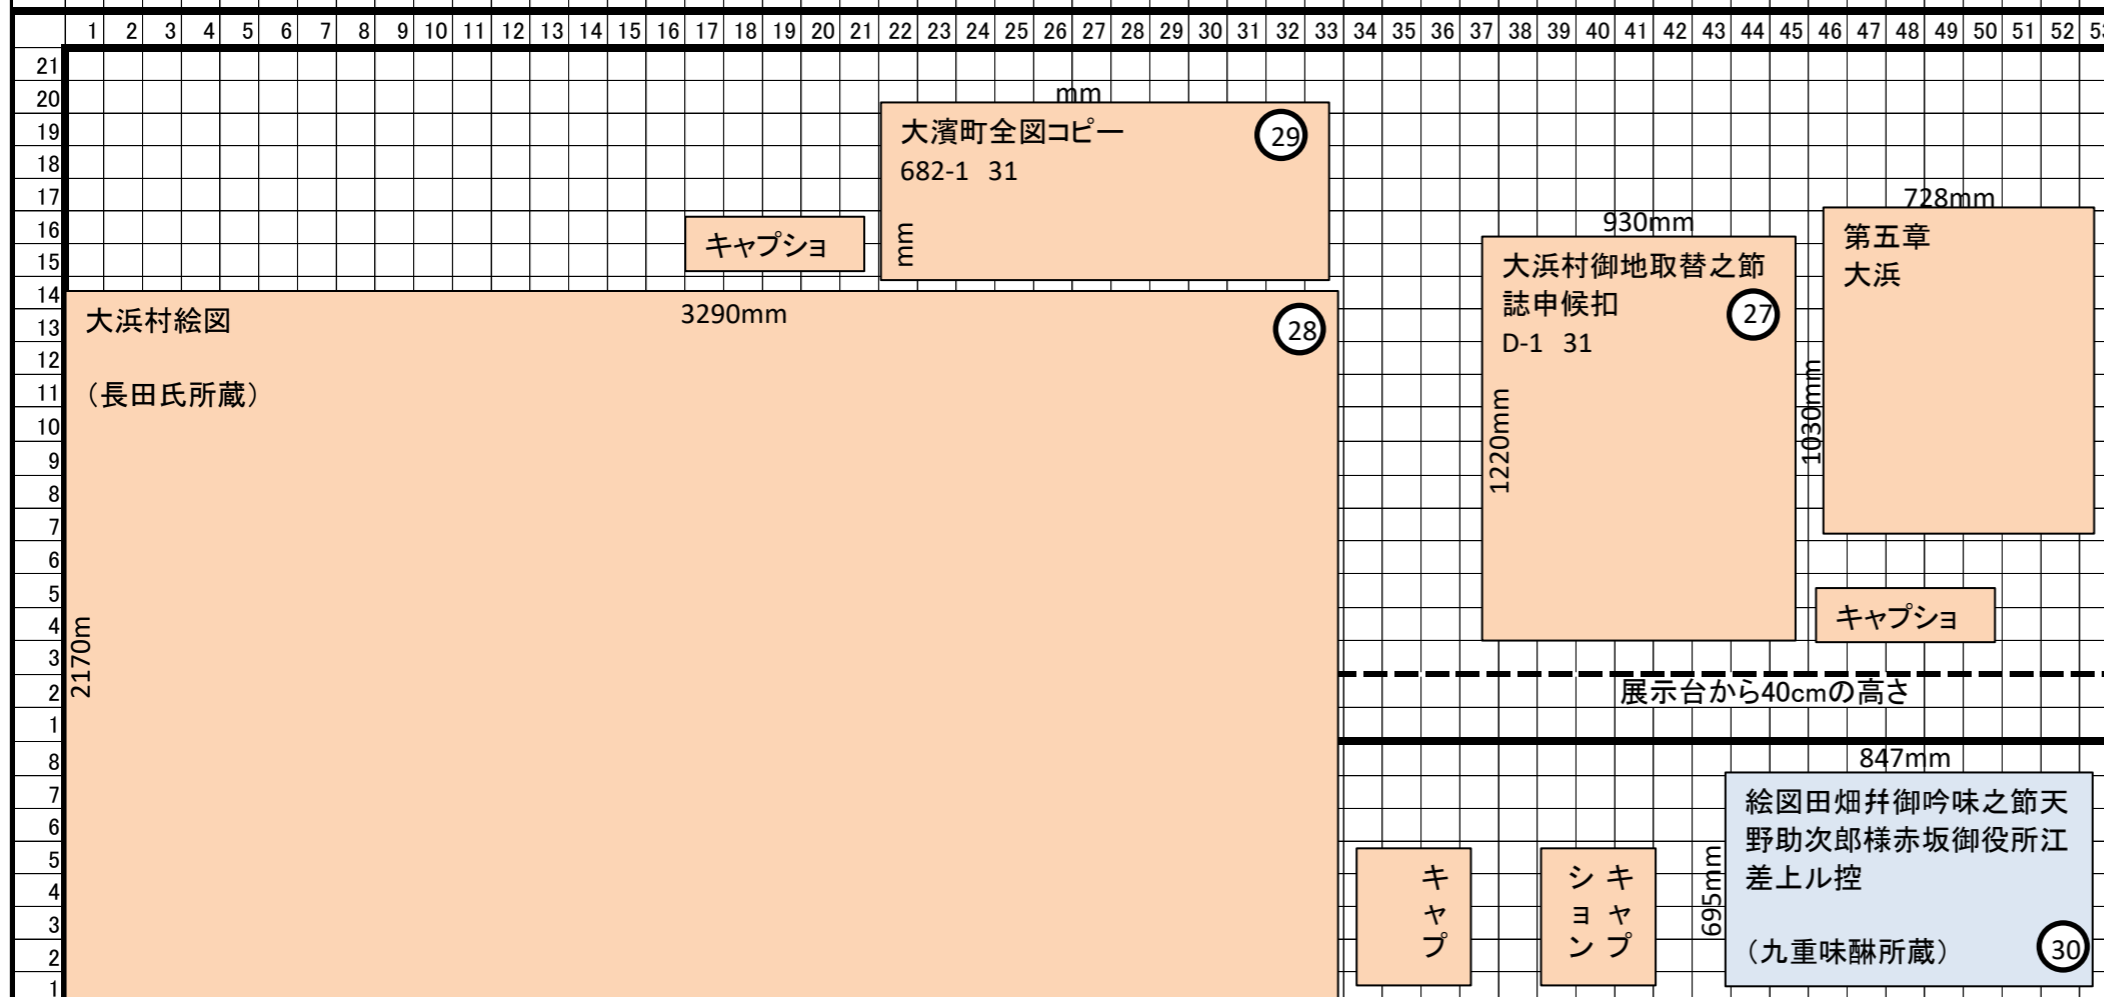 1 2 3 4 5 6 7 8 9 10 11 12 13 14 15 16 17 18 19 20 21 22 23 24 25 26 27 28 29 30 31 32 33 34 35 36 37 38 39 40 41 42 43 44 45 46 47 48 49 50 51 52 53
21
20
19
18
17
16
15
14
13
12
11
10
9
8
7
6
5
4
3
2
1
8
7
6
5
4
3
2
1
mm
大濱町全図コピー
29
682-1 31
mm
キャプショ
大浜村絵図
3290mm
28
(長田氏所蔵)
2170m
930mm
大浜村御地取替之節
誌申候扣
27
D-1 31
1220mm
728mm
第五章
大浜
1030mm
キャプショ
展示台から40cmの高さ
キャプ
キャプ
ション
847mm
絵図田畑幷御吟味之節天
野助次郎様赤坂御役所江
差上ル控
695mm
(九重味醂所蔵)
30